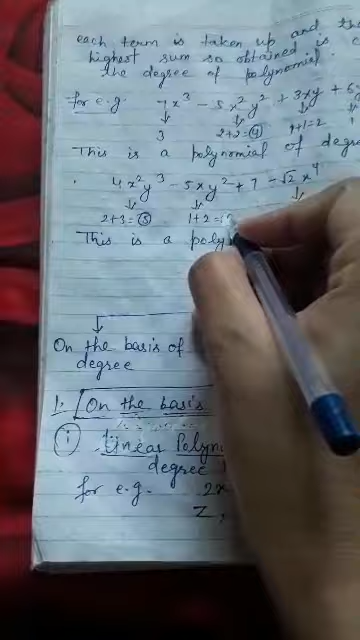 each term is taken up and the
highest sum so obtained is
the degree of polynomial.
for e.g. 7x³ - 5x²y² + 3xy + 6
3 2+2=④ 1+1=2
This is a polynomial of degree
4x²y³ - 5xy² + 7 - √2x⁴
2+3=⑤ 1+2=3
This is a poly
On the basis of
degree
1. On the basis
(i) Linear Polyn
degree 1
for e.g. 2x
z,